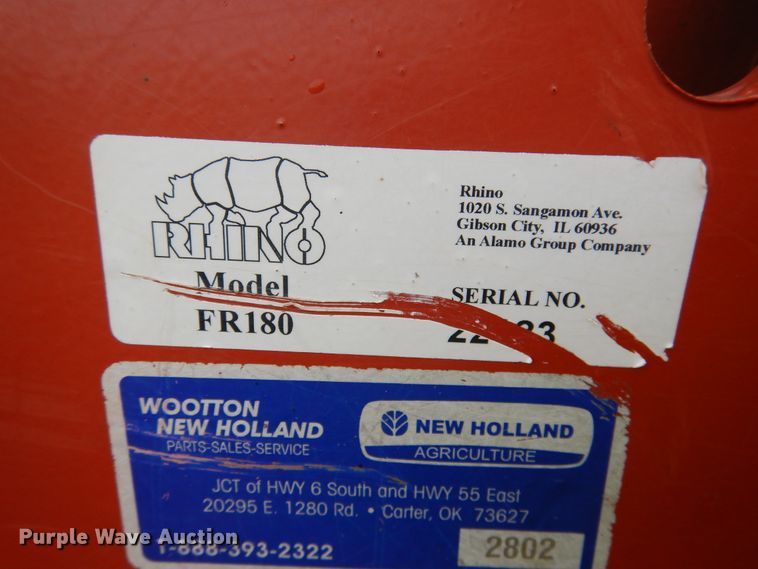 RHINO
Model
FR180
Rhino
1020 S. Sangamon Ave.
Gibson City, IL 60936
An Alamo Group Company
SERIAL NO.
WOOTTON
NEW HOLLAND
PARTS-SALES-SERVICE
NEW HOLLAND
AGRICULTURE
JCT of HWY 6 South and HWY 55 East
20295 E. 1280 Rd. • Carter, OK 73627
1-888-393-2322
2802
Purple Wave Auction